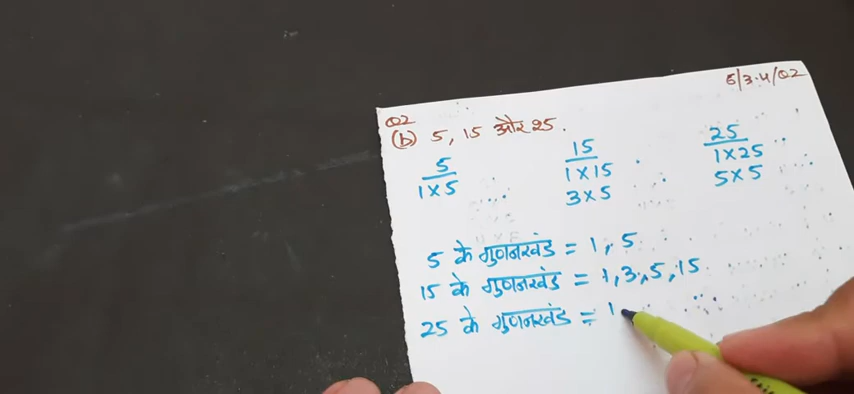 6/3.4/Q2
Q2
(b) 5, 15 और 25.
5 15 25
1×5 1×15 1×25
3×5 5×5
5 के गुणनखंड = 1, 5
15 के गुणनखंड = 1, 3, 5, 15
25 के गुणनखंड = 1